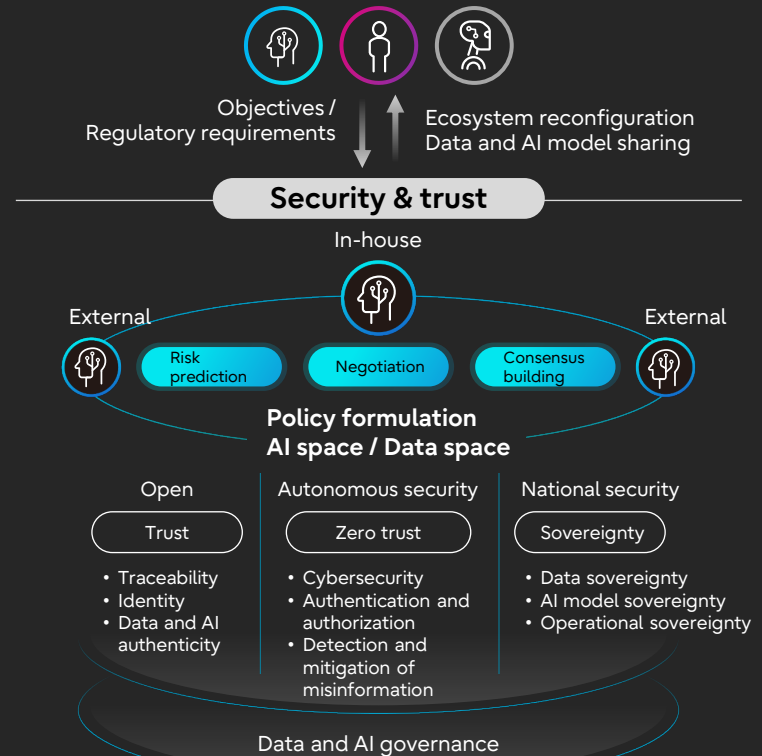 Objectives /
Regulatory requirements
Ecosystem reconfiguration
Data and AI model sharing
Security & trust
In-house
External
External
Risk
prediction
Negotiation
Consensus
building
Policy formulation
AI space / Data space
Open
Trust
• Traceability
• Identity
• Data and AI
authenticity
Autonomous security
Zero trust
• Cybersecurity
• Authentication and
authorization
• Detection and
mitigation of
misinformation
National security
Sovereignty
• Data sovereignty
• AI model sovereignty
• Operational sovereignty
Data and AI governance